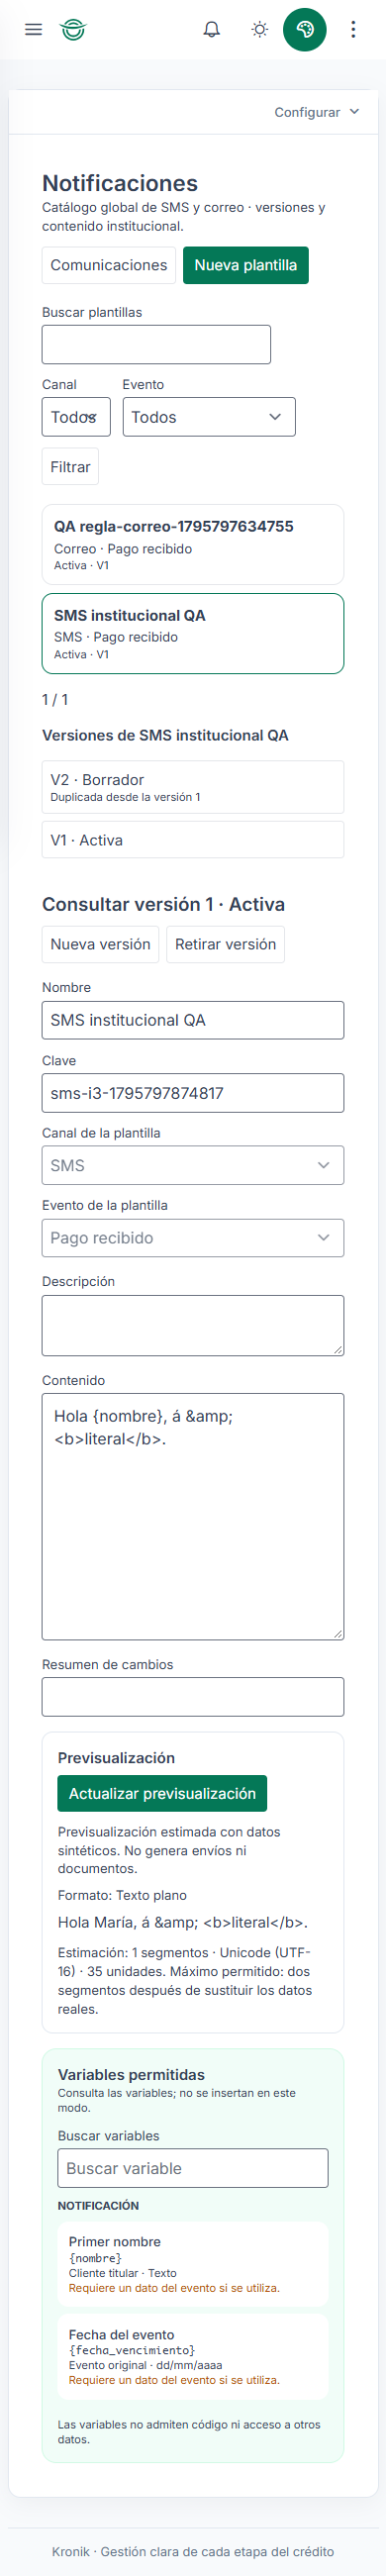 Configurar
Notificaciones
Catálogo global de SMS y correo · versiones y
contenido institucional.
Comunicaciones
Nueva plantilla
Buscar plantillas
Canal
Evento
Todos
Todos
Filtrar
QA regla-correo-1795797634755
Correo · Pago recibido
Activa · V1
SMS institucional QA
SMS · Pago recibido
Activa · V1
1 / 1
Versiones de SMS institucional QA
V2 · Borrador
Duplicada desde la versión 1
V1 · Activa
Consultar versión 1 · Activa
Nueva versión
Retirar versión
Nombre
SMS institucional QA
Clave
sms-i3-1795797874817
Canal de la plantilla
SMS
Evento de la plantilla
Pago recibido
Descripción
Contenido
Hola {nombre}, á &amp;
<b>literal</b>.
Resumen de cambios
Previsualización
Actualizar previsualización
Previsualización estimada con datos
sintéticos. No genera envíos ni
documentos.
Formato: Texto plano
Hola María, á &amp; <b>literal</b>.
Estimación: 1 segmentos · Unicode (UTF-
16) · 35 unidades. Máximo permitido: dos
segmentos después de sustituir los datos
reales.
Variables permitidas
Consulta las variables; no se insertan en este
modo.
Buscar variables
Buscar variable
NOTIFICACIÓN
Primer nombre
{nombre}
Cliente titular · Texto
Requiere un dato del evento si se utiliza.
Fecha del evento
{fecha_vencimiento}
Evento original · dd/mm/aaaa
Requiere un dato del evento si se utiliza.
Las variables no admiten código ni acceso a otros
datos.
Kronik · Gestión clara de cada etapa del crédito